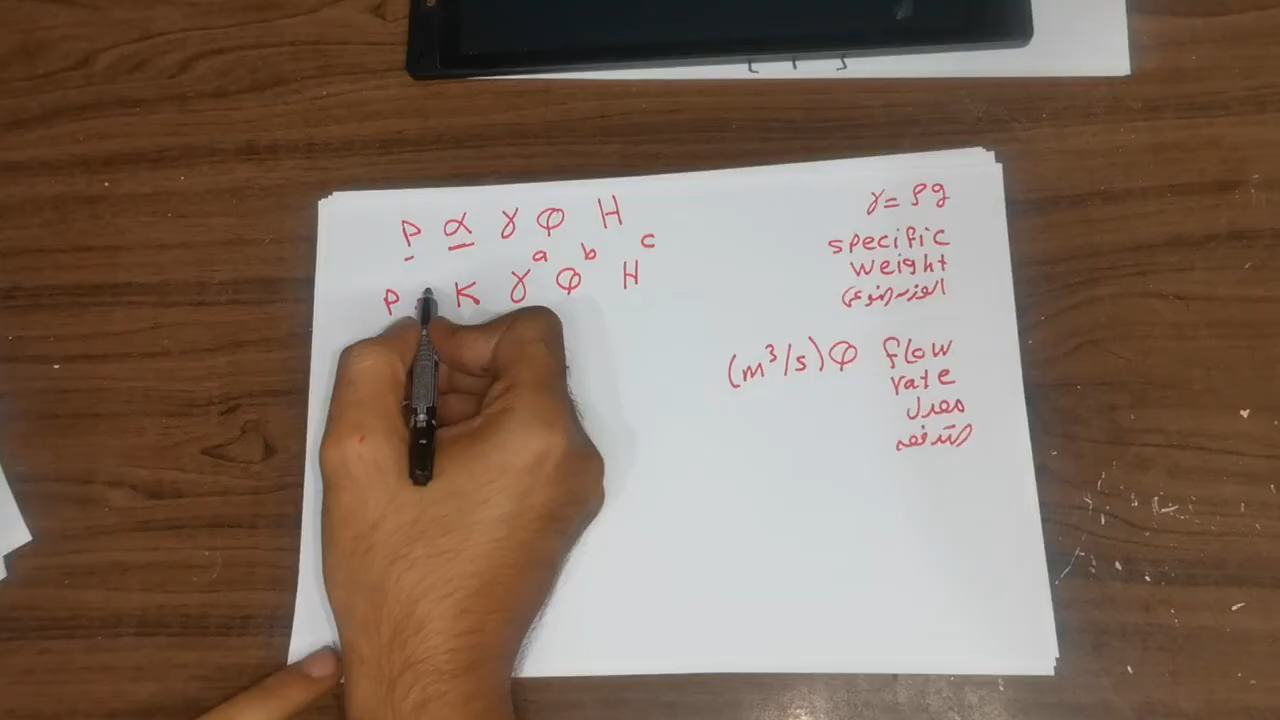 P α γ Q H
P K γ^a Q^b H^c
γ = ρg
specific
weight
الوزن النوعي
(m³/s) Q flow
rate
معدل
التدفق